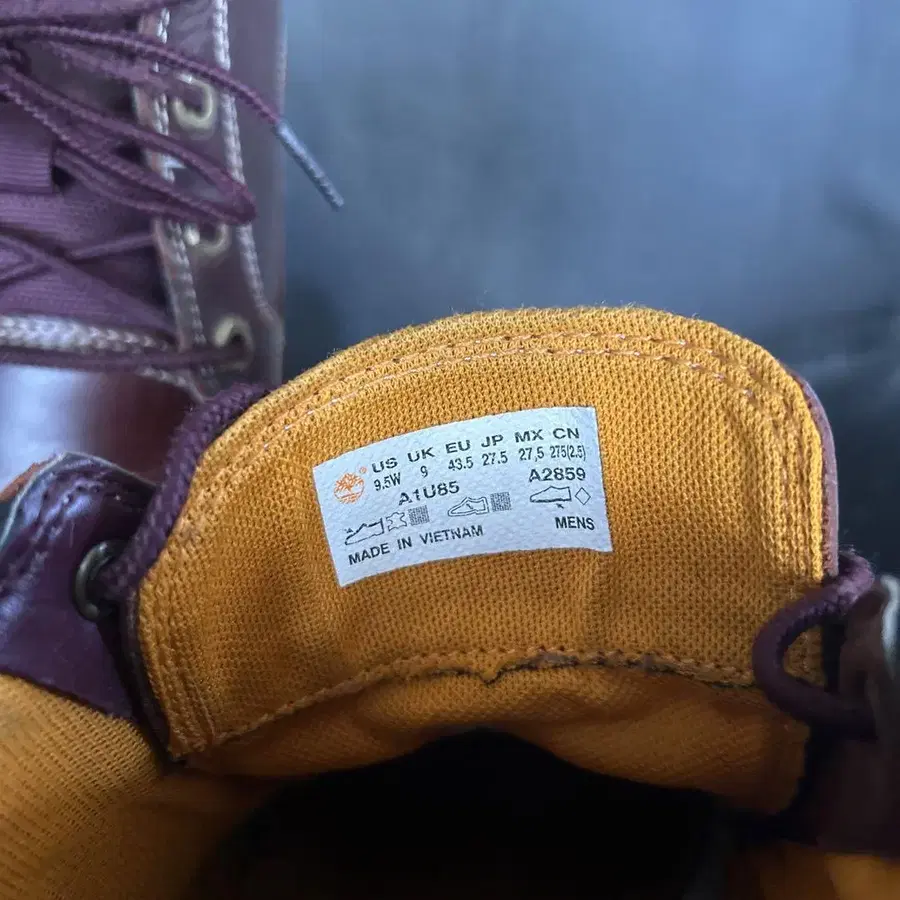 US UK EU JP MX CN
9.5W 9 43.5 27.5 27,5 275(2.5)
A1U85 A2859
MADE IN VIETNAM MENS